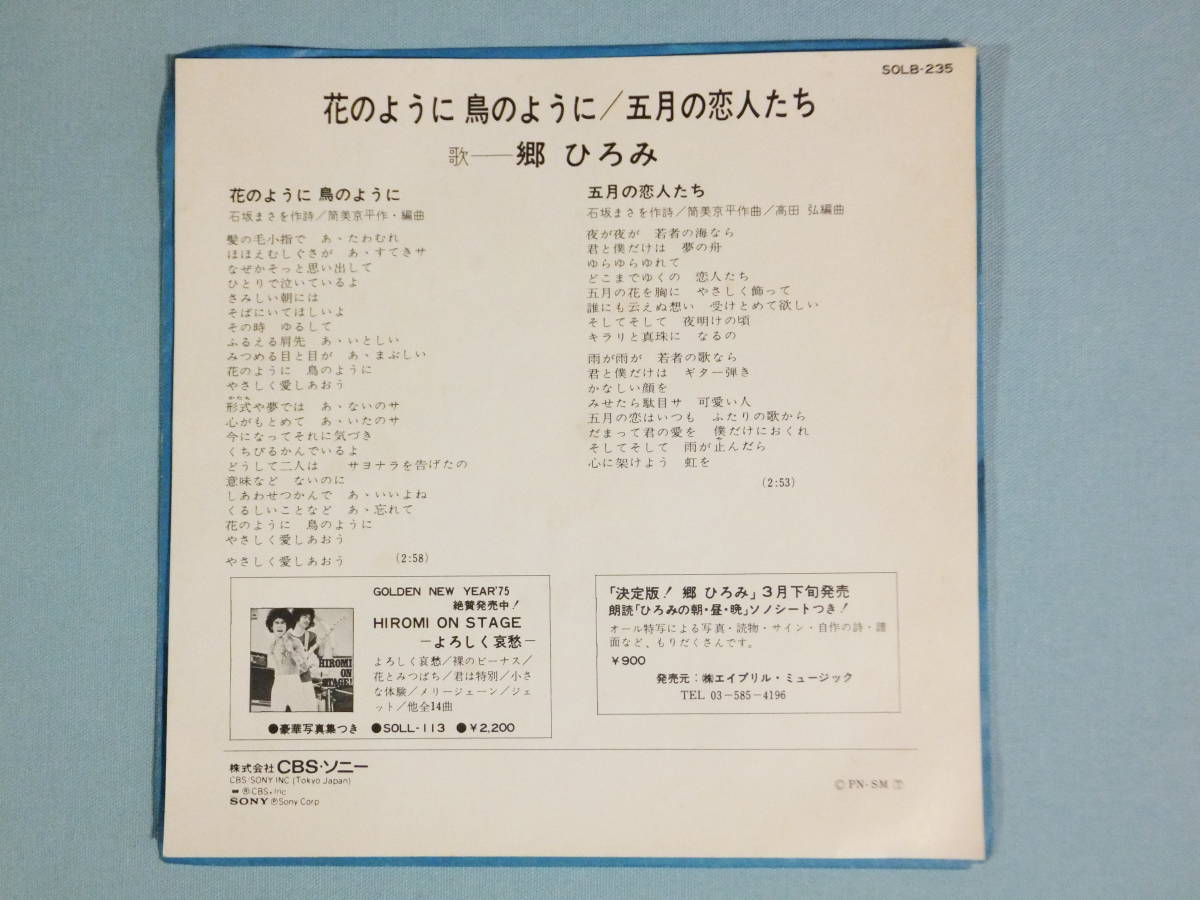 SOLB-235
花のように 鳥のように／五月の恋人たち
歌――郷 ひろみ
花のように 鳥のように
石坂まさを作詩／筒美京平作・編曲
髪の毛小指で　あゝたわむれ
ほほえむしぐさが　あゝすてきサ
なぜかそっと思い出して
ひとりで泣いているよ
さみしい朝には
そばにいてほしいよ
その時　ゆるして
ふるえる肩先　あゝいとしい
みつめる目と目が　あゝまぶしい
花のように　鳥のように
やさしく愛しあおう
かたち
形式や夢では　あゝないのサ
心がもとめて　あゝいたのサ
今になってそれに気づき
くちびるかんでいるよ
どうして二人は　サヨナラを告げたの
意味など　ないのに
しあわせつかんで　あゝいいよね
くるしいことなど　あゝ忘れて
花のように　鳥のように
やさしく愛しあおう
やさしく愛しあおう　(2:58)
五月の恋人たち
石坂まさを作詩／筒美京平作曲／高田 弘編曲
夜が夜が　若者の海なら
君と僕だけは　夢の舟
ゆらゆらゆれて
どこまでゆくの　恋人たち
五月の花を胸に　やさしく飾って
誰にも云えぬ想い　受けとめて欲しい
そしてそして　夜明けの頃
キラリと真珠に　なるの
雨が雨が　若者の歌なら
君と僕だけは　ギター弾き
かなしい顔を
みせたら駄目サ　可愛い人
五月の恋はいつも　ふたりの歌から
だまって君の愛を　僕だけにおくれ
そしてそして　雨が止んだら
心に架けよう　虹を
(2:53)
GOLDEN NEW YEAR'75
絶賛発売中！
HIROMI ON STAGE
－よろしく哀愁－
よろしく哀愁／裸のビーナス／
花とみつばち／君は特別／小さ
な体験／メリージェーン／ジェ
ット／他全14曲
HIROMI
ON
STAGE!
●豪華写真集つき　●SOLL-113　●￥2,200
「決定版！ 郷 ひろみ」3月下旬発売
朗読「ひろみの朝・昼・晩」ソノシートつき！
オール特写による写真・読物・サイン・自作の詩・譜
面など、もりだくさんです。
￥900
発売元：㈱エイプリル・ミュージック
TEL 03-585-4196
株式会社 CBS・ソニー
CBS/SONY INC (Tokyo Japan)
®CBS, Inc
SONY ®Sony Corp
©PN-SM Ⓣ